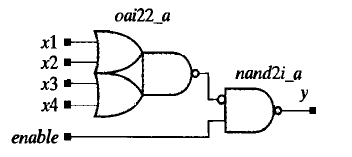 oai22_a
x1
x2
nand2i_a
x3
y
x4
enable